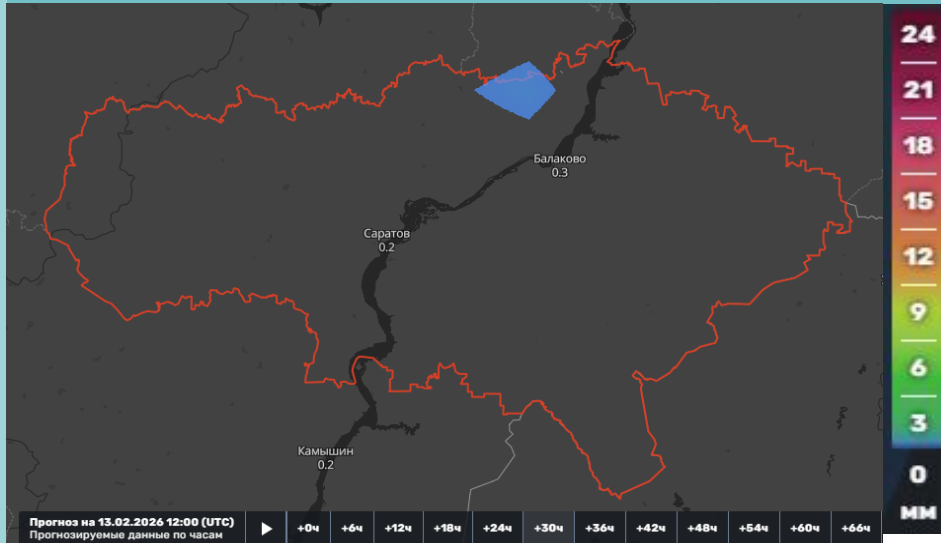 24
21
18
15
12
9
6
3
0
мм
Балаково
0.3
Саратов
0.2
Камышин
0.2
Прогноз на 13.02.2026 12:00 (UTC)
Прогнозируемые данные по часам
+0ч +6ч +12ч +18ч +24ч +30ч +36ч +42ч +48ч +54ч +60ч +66ч